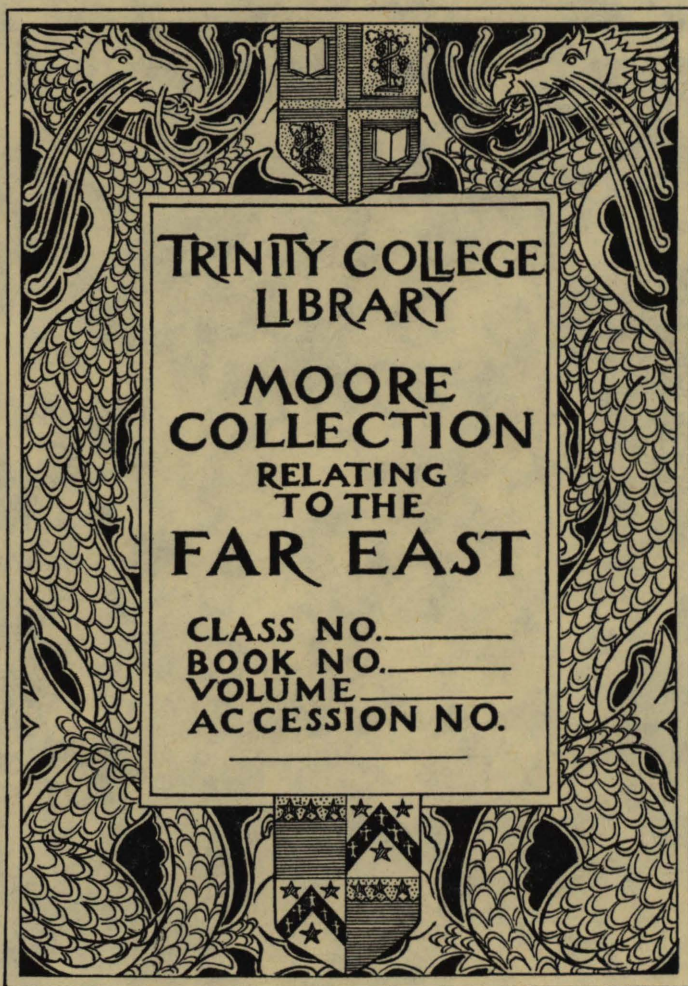 TRINITY COLLEGE
LIBRARY
MOORE
COLLECTION
RELATING
TO THE
FAR EAST
CLASS NO.
BOOK NO.
VOLUME
ACCESSION NO.